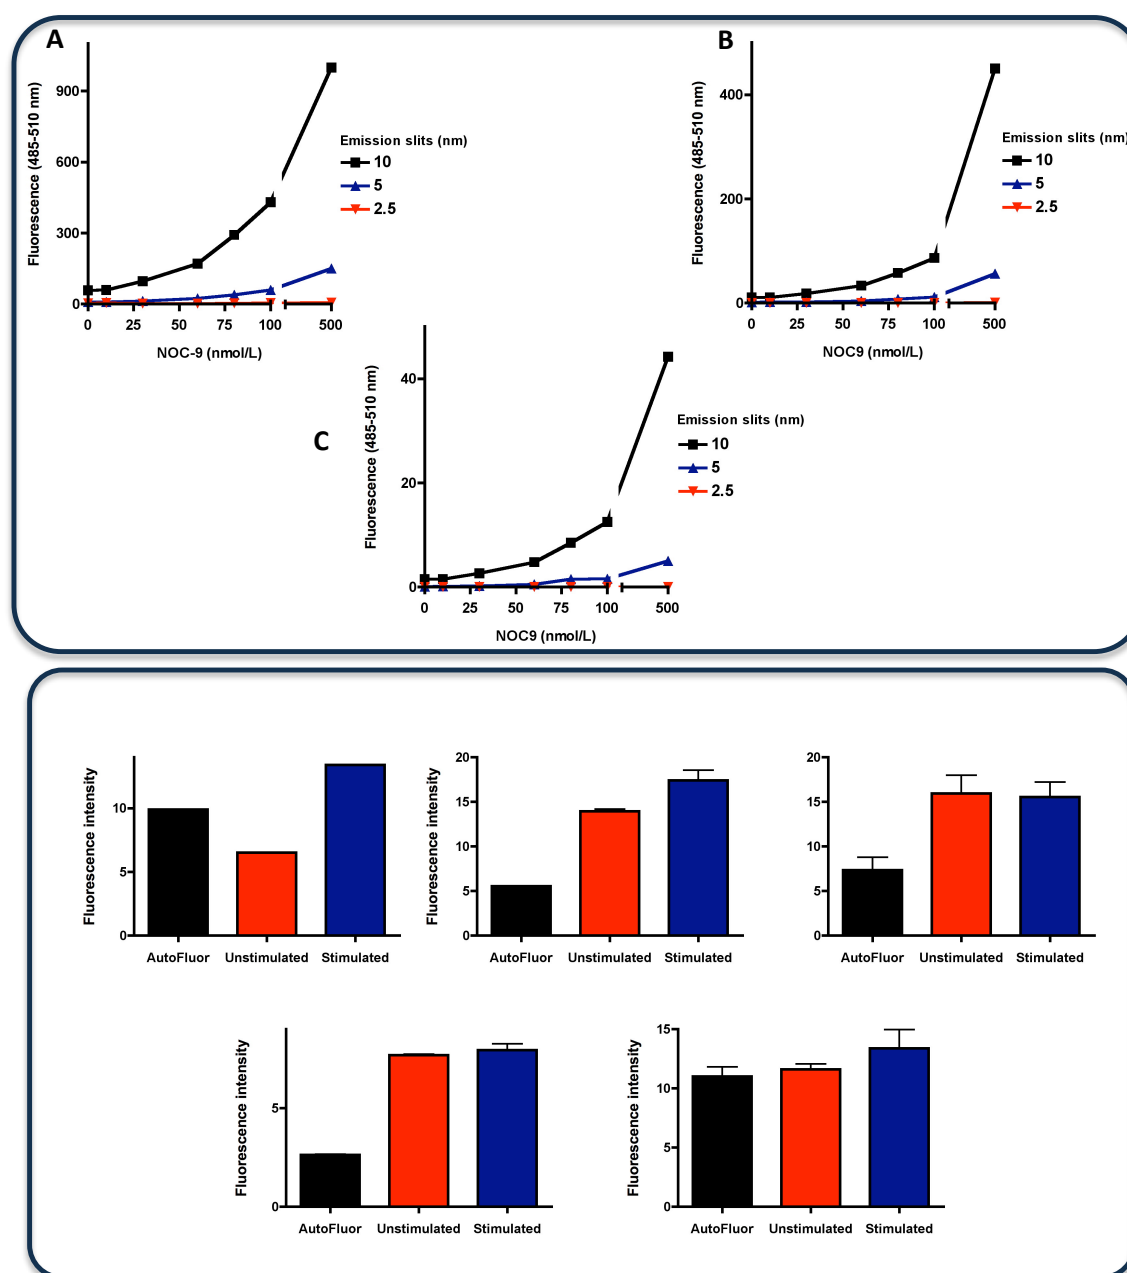 A
Fluorescence (485-510 nm)
900
600
300
0
0 25 50 75 100 500
NOC-9 (nmol/L)
Emission slits (nm)
10
5
2.5
B
Fluorescence (485-510 nm)
400
200
0
0 25 50 75 100 500
NOC9 (nmol/L)
Emission slits (nm)
10
5
2.5
C
Fluorescence (485-510 nm)
40
20
0
0 25 50 75 100 500
NOC9 (nmol/L)
Emission slits (nm)
10
5
2.5
Fluorescence intensity
10
5
0
AutoFluor Unstimulated Stimulated
Fluorescence intensity
20
15
10
5
0
AutoFluor Unstimulated Stimulated
Fluorescence intensity
20
15
10
5
0
AutoFluor Unstimulated Stimulated
Fluorescence intensity
5
0
AutoFluor Unstimulated Stimulated
Fluorescence intensity
15
10
5
0
AutoFluor Unstimulated Stimulated